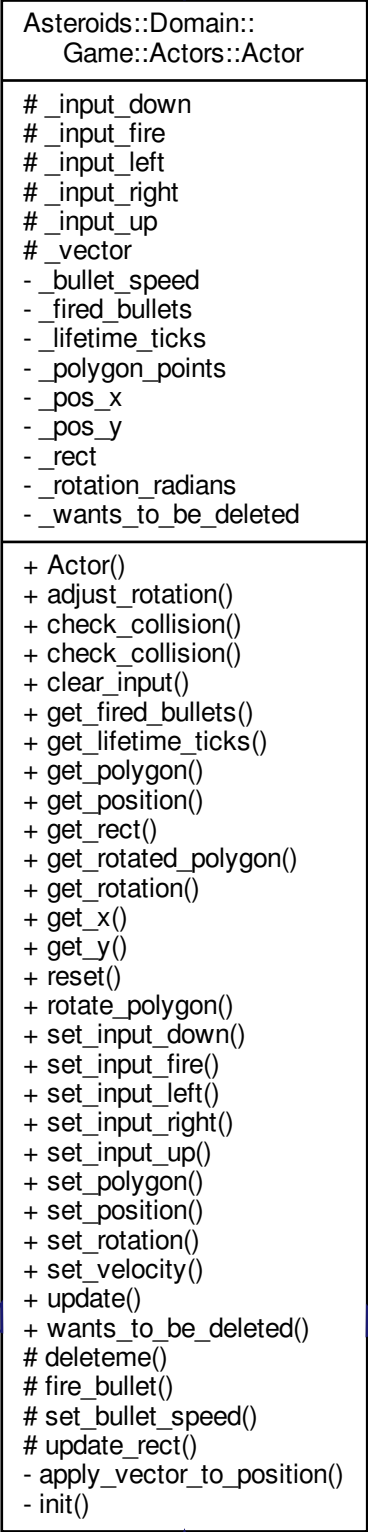 Asteroids::Domain::
Game::Actors::Actor
# _input_down
# _input_fire
# _input_left
# _input_right
# _input_up
# _vector
- _bullet_speed
- _fired_bullets
- _lifetime_ticks
- _polygon_points
- _pos_x
- _pos_y
- _rect
- _rotation_radians
- _wants_to_be_deleted
+ Actor()
+ adjust_rotation()
+ check_collision()
+ check_collision()
+ clear_input()
+ get_fired_bullets()
+ get_lifetime_ticks()
+ get_polygon()
+ get_position()
+ get_rect()
+ get_rotated_polygon()
+ get_rotation()
+ get_x()
+ get_y()
+ reset()
+ rotate_polygon()
+ set_input_down()
+ set_input_fire()
+ set_input_left()
+ set_input_right()
+ set_input_up()
+ set_polygon()
+ set_position()
+ set_rotation()
+ set_velocity()
+ update()
+ wants_to_be_deleted()
# deleteme()
# fire_bullet()
# set_bullet_speed()
# update_rect()
- apply_vector_to_position()
- init()